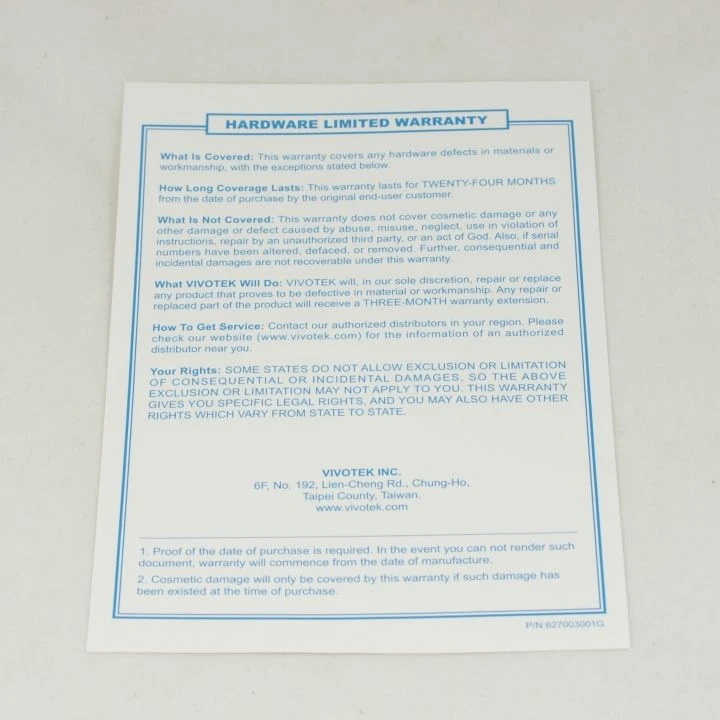 HARDWARE LIMITED WARRANTY
What Is Covered: This warranty covers any hardware defects in materials or
workmanship, with the exceptions stated below.
How Long Coverage Lasts: This warranty lasts for TWENTY-FOUR MONTHS
from the date of purchase by the original end-user customer.
What Is Not Covered: This warranty does not cover cosmetic damage or any
other damage or defect caused by abuse, misuse, neglect, use in violation of
instructions, repair by an unauthorized third party, or an act of God. Also, if serial
numbers have been altered, defaced, or removed. Further, consequential and
incidental damages are not recoverable under this warranty.
What VIVOTEK Will Do: VIVOTEK will, in our sole discretion, repair or replace
any product that proves to be defective in material or workmanship. Any repair or
replaced part of the product will receive a THREE-MONTH warranty extension.
How To Get Service: Contact our authorized distributors in your region. Please
check our website (www.vivotek.com) for the information of an authorized
distributor near you.
Your Rights: SOME STATES DO NOT ALLOW EXCLUSION OR LIMITATION
OF CONSEQUENTIAL OR INCIDENTAL DAMAGES, SO THE ABOVE
EXCLUSION OR LIMITATION MAY NOT APPLY TO YOU. THIS WARRANTY
GIVES YOU SPECIFIC LEGAL RIGHTS, AND YOU MAY ALSO HAVE OTHER
RIGHTS WHICH VARY FROM STATE TO STATE.
VIVOTEK INC.
6F, No. 192, Lien-Cheng Rd., Chung-Ho,
Taipei County, Taiwan.
www.vivotek.com
1. Proof of the date of purchase is required. In the event you can not render such
document, warranty will commence from the date of manufacture.
2. Cosmetic damage will only be covered by this warranty if such damage has
been existed at the time of purchase.
P/N:627003001G